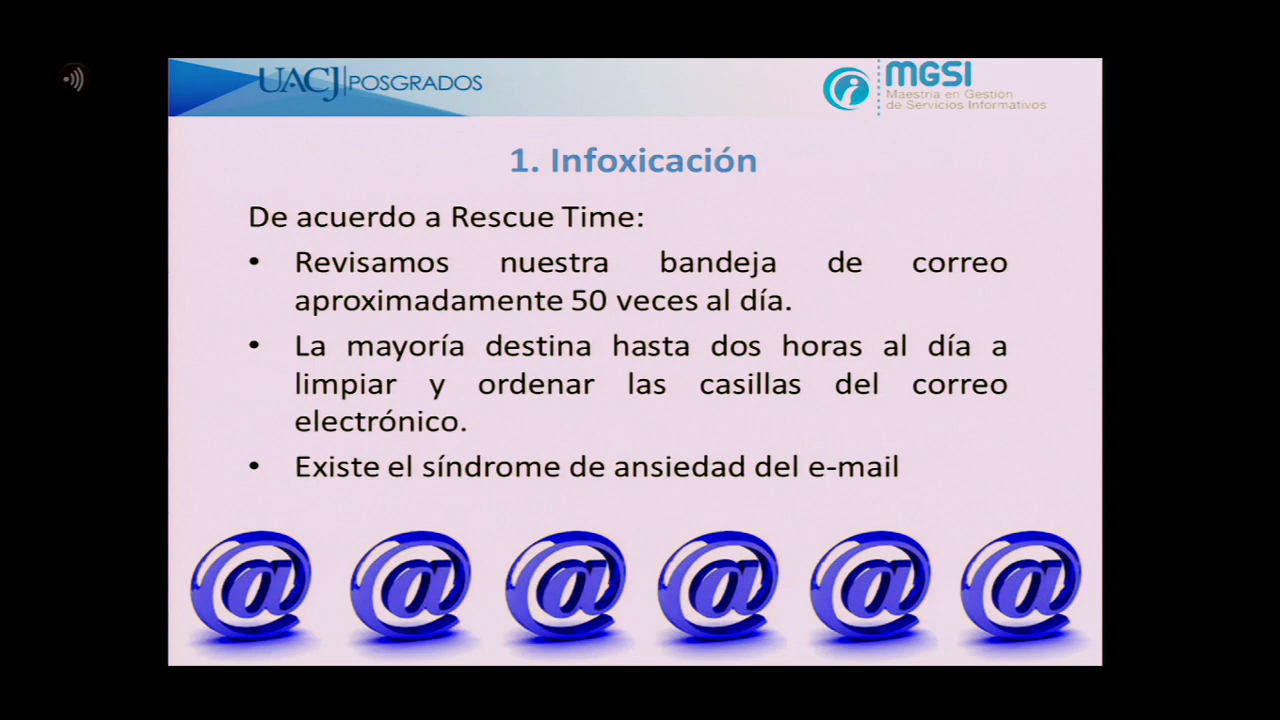 UACJ POSGRADOS
MGSI
Maestría en Gestión
de Servicios Informativos
1. Infoxicación
De acuerdo a Rescue Time:
• Revisamos nuestra bandeja de correo
aproximadamente 50 veces al día.
• La mayoría destina hasta dos horas al día a
limpiar y ordenar las casillas del correo
electrónico.
• Existe el síndrome de ansiedad del e-mail
@ @ @ @ @ @